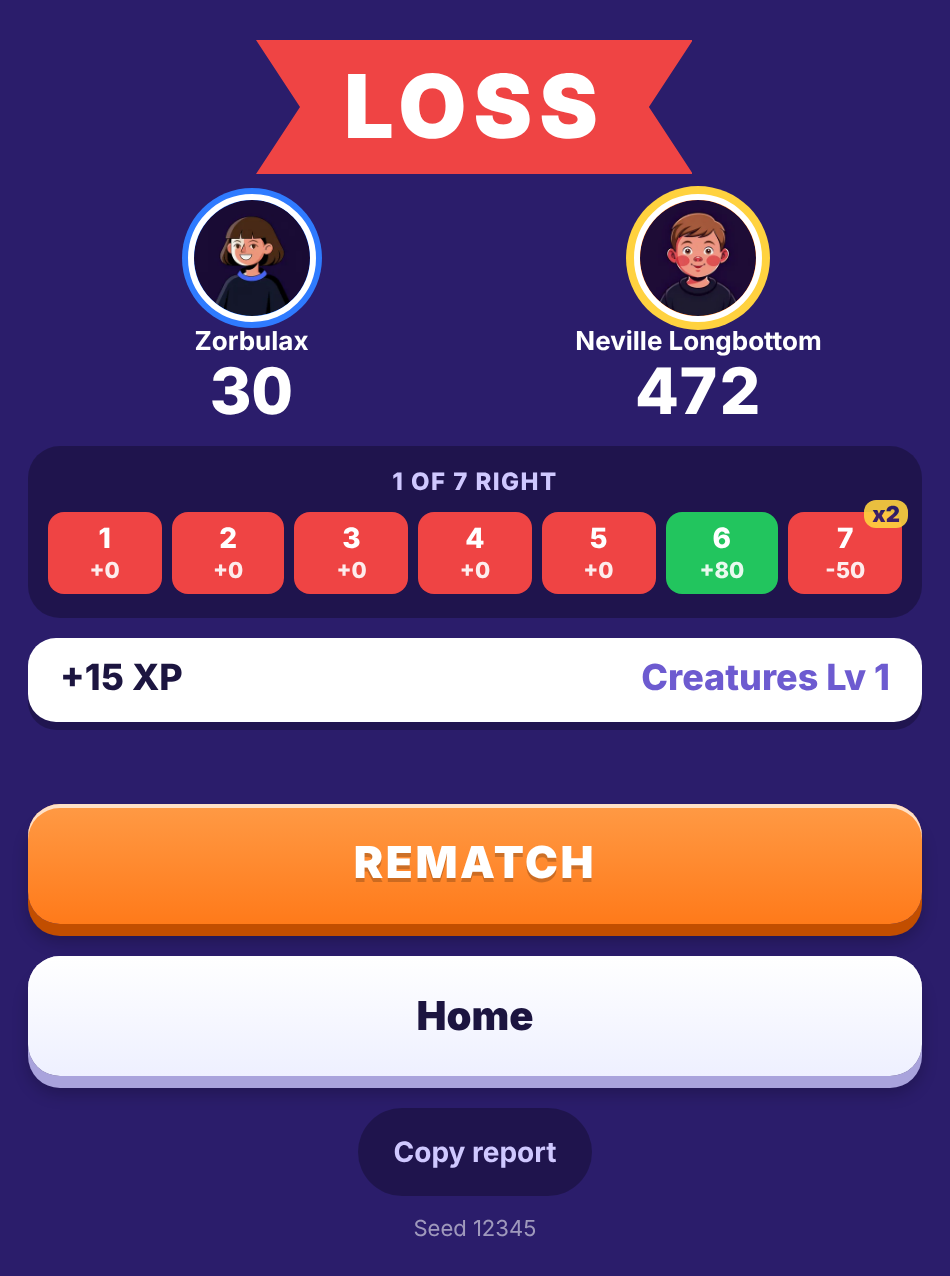 LOSS
Zorbulax
Neville Longbottom
30
472
1 OF 7 RIGHT
x2
1
2
3
4
5
6
7
+0
+0
+0
+0
+0
+80
-50
+15 XP
Creatures Lv 1
REMATCH
Home
Copy report
Seed 12345